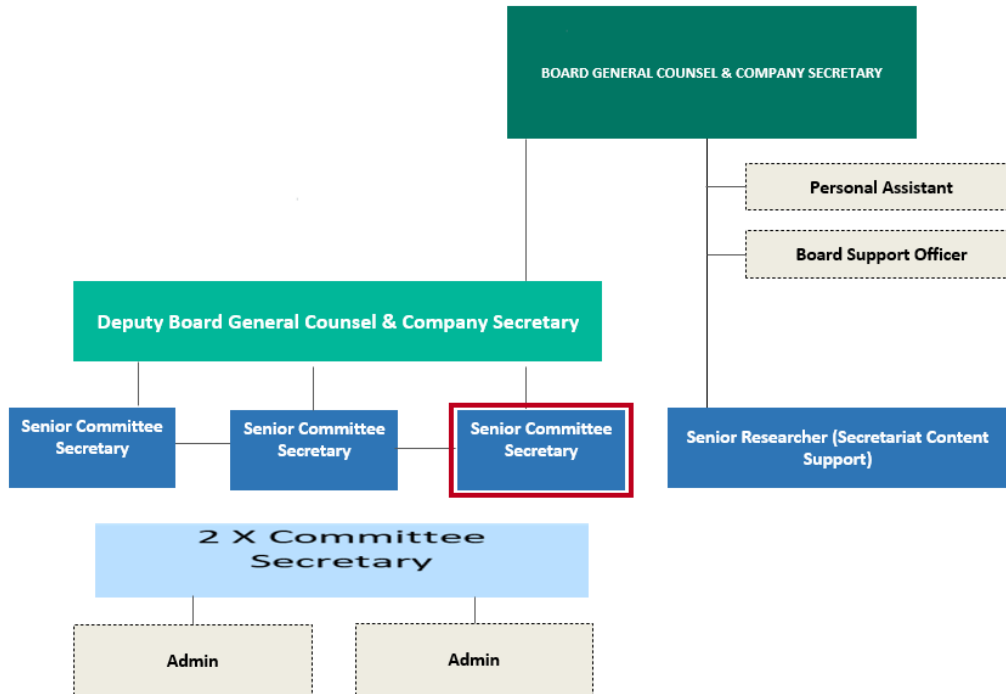 BOARD GENERAL COUNSEL & COMPANY SECRETARY
Personal Assistant
Board Support Officer
Deputy Board General Counsel & Company Secretary
Senior Committee
Secretary
Senior Committee
Secretary
Senior Committee
Secretary
Senior Researcher (Secretariat Content
Support)
2 X Committee
Secretary
Admin
Admin